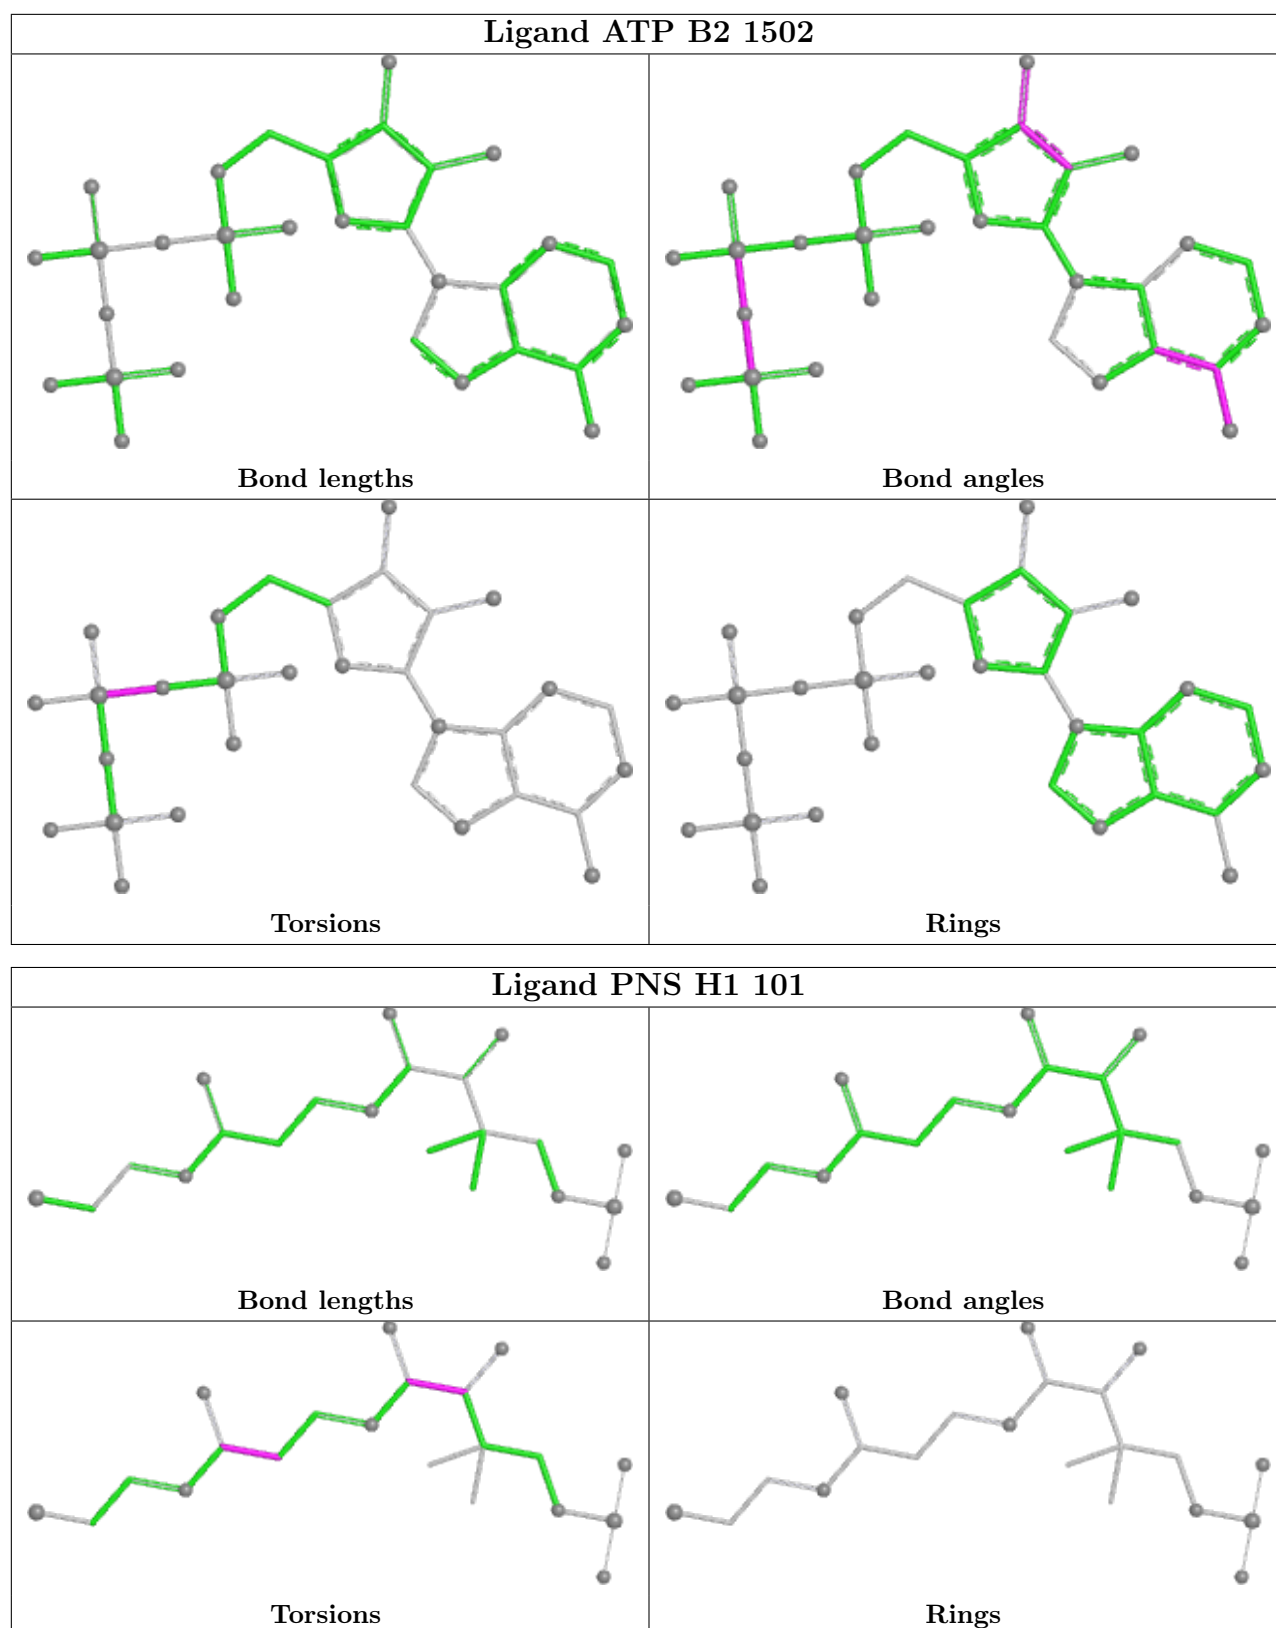 Ligand ATP B2 1502
Bond lengths
Bond angles
Torsions
Rings
Ligand PNS H1 101
Bond lengths
Bond angles
Torsions
Rings